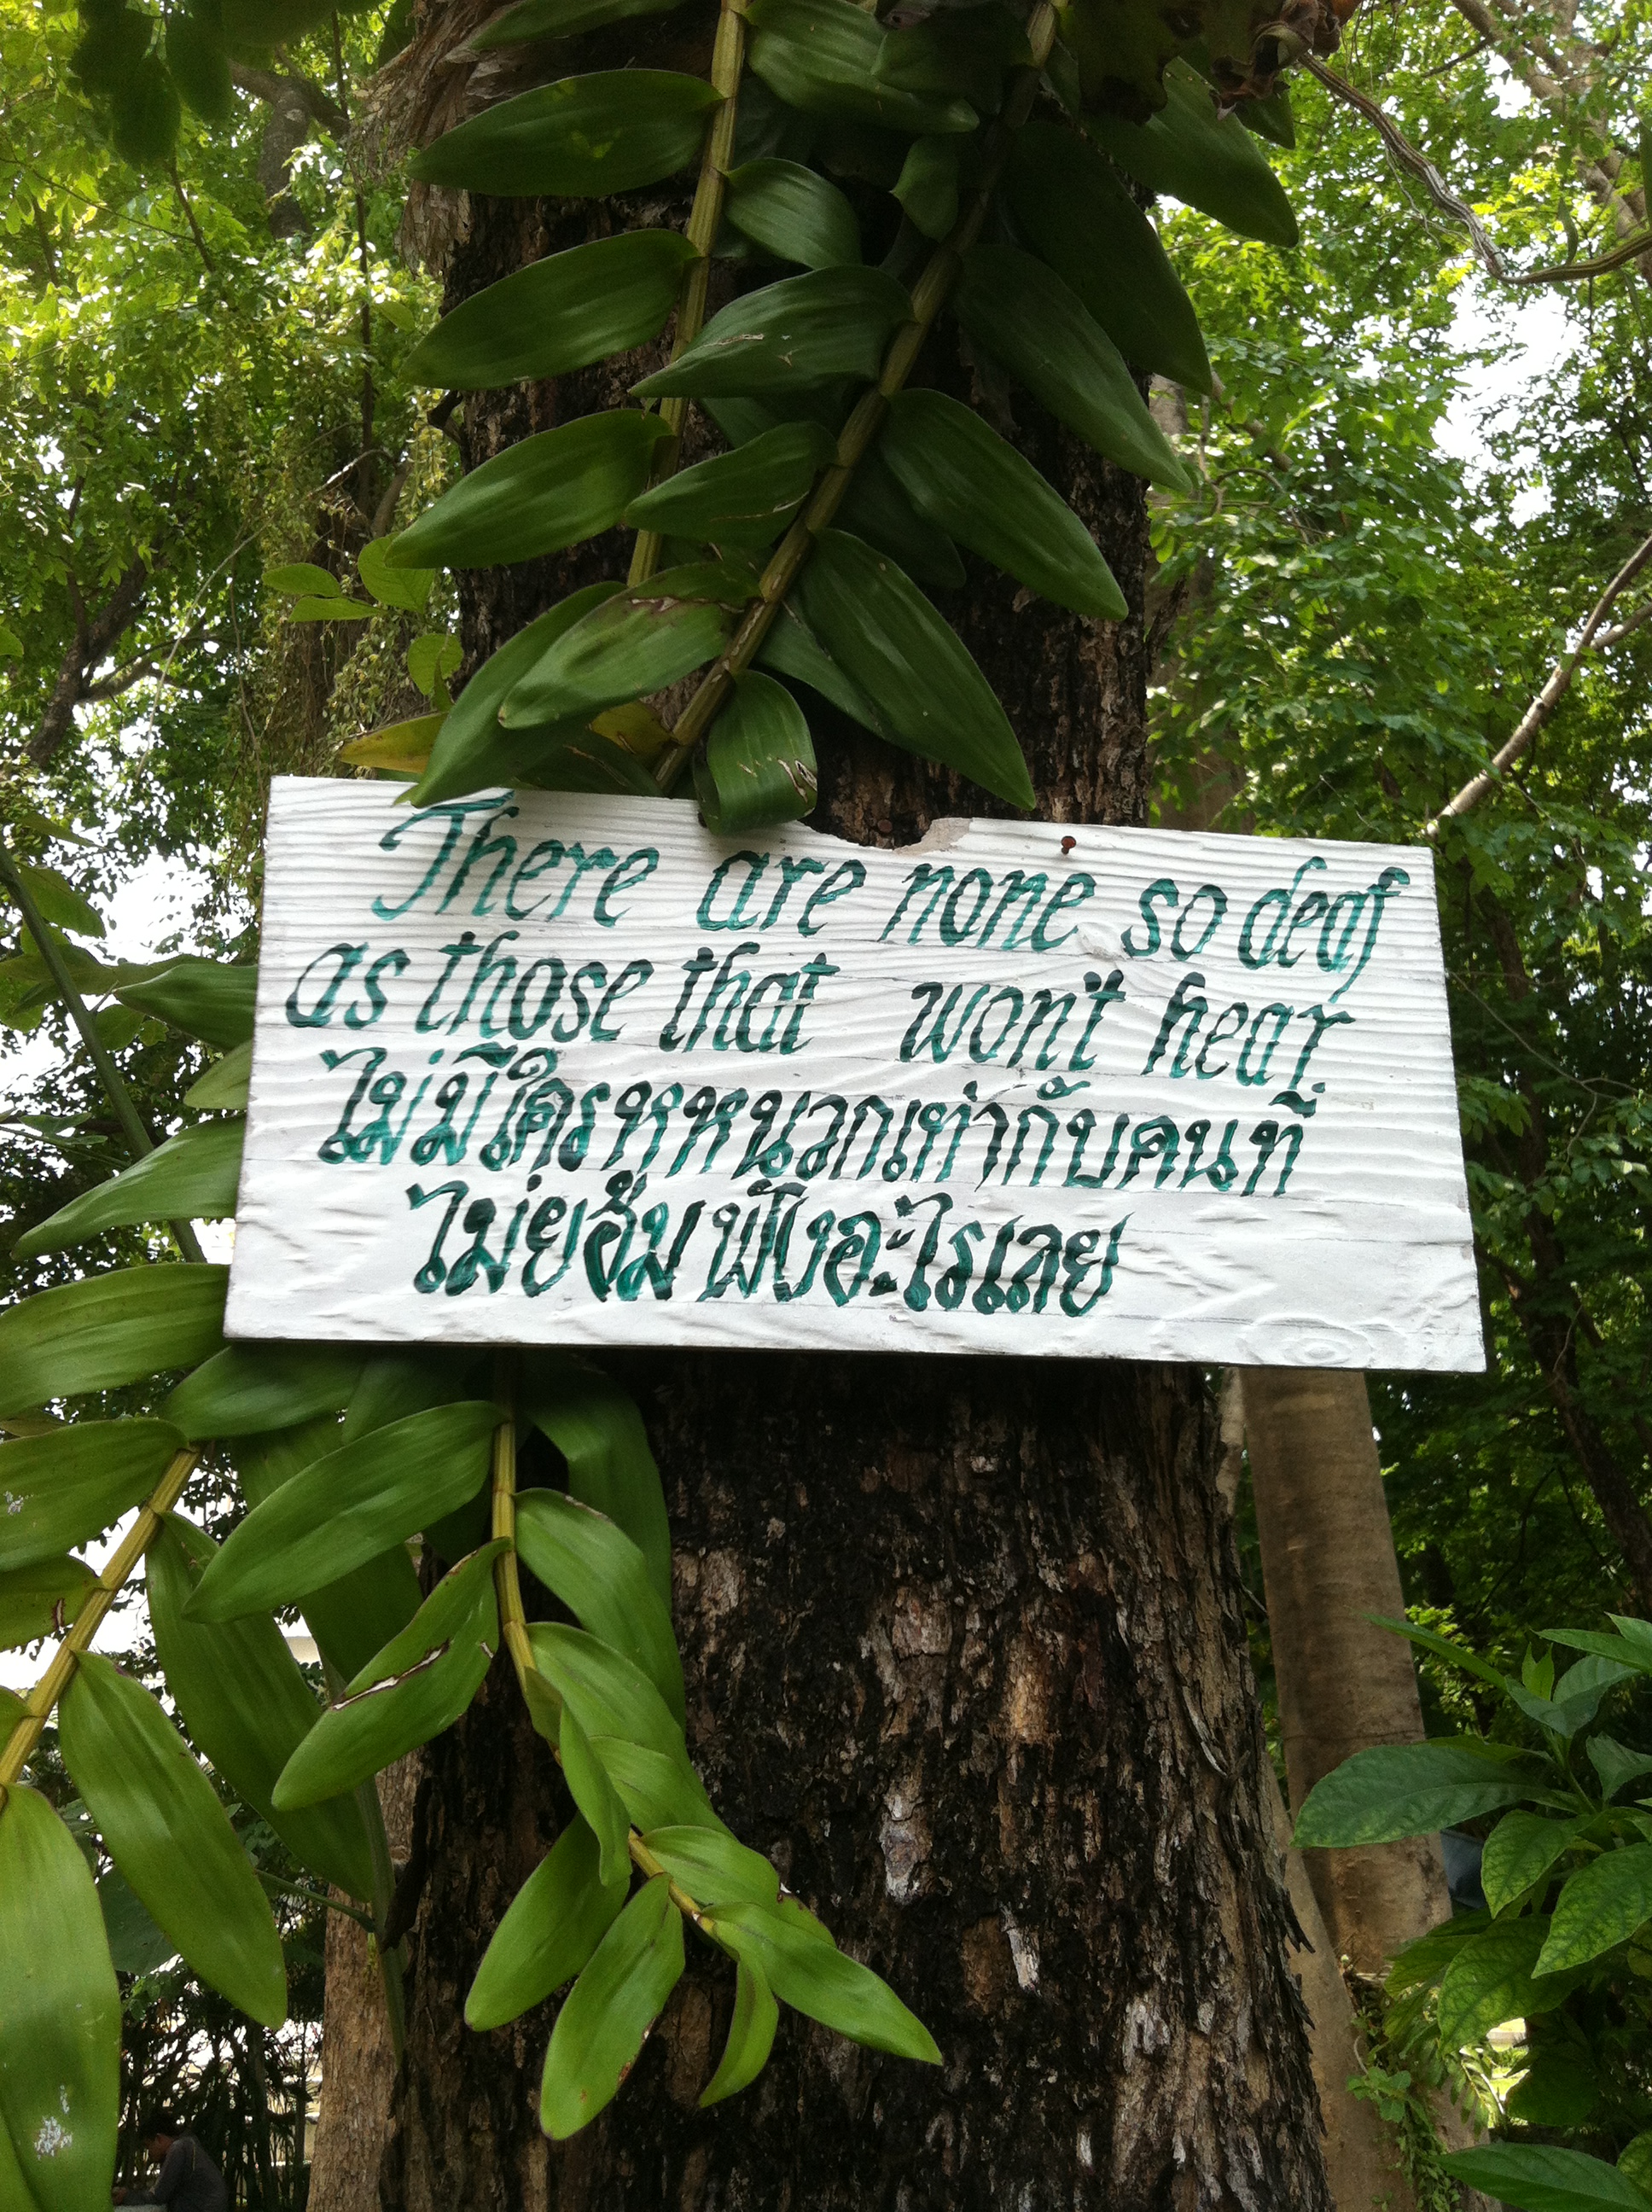 There are none so deaf
as those that won't hear.
ไม่มีใครหูหนวกเท่ากับคนที่
ไม่ยอมฟังอะไรเลย